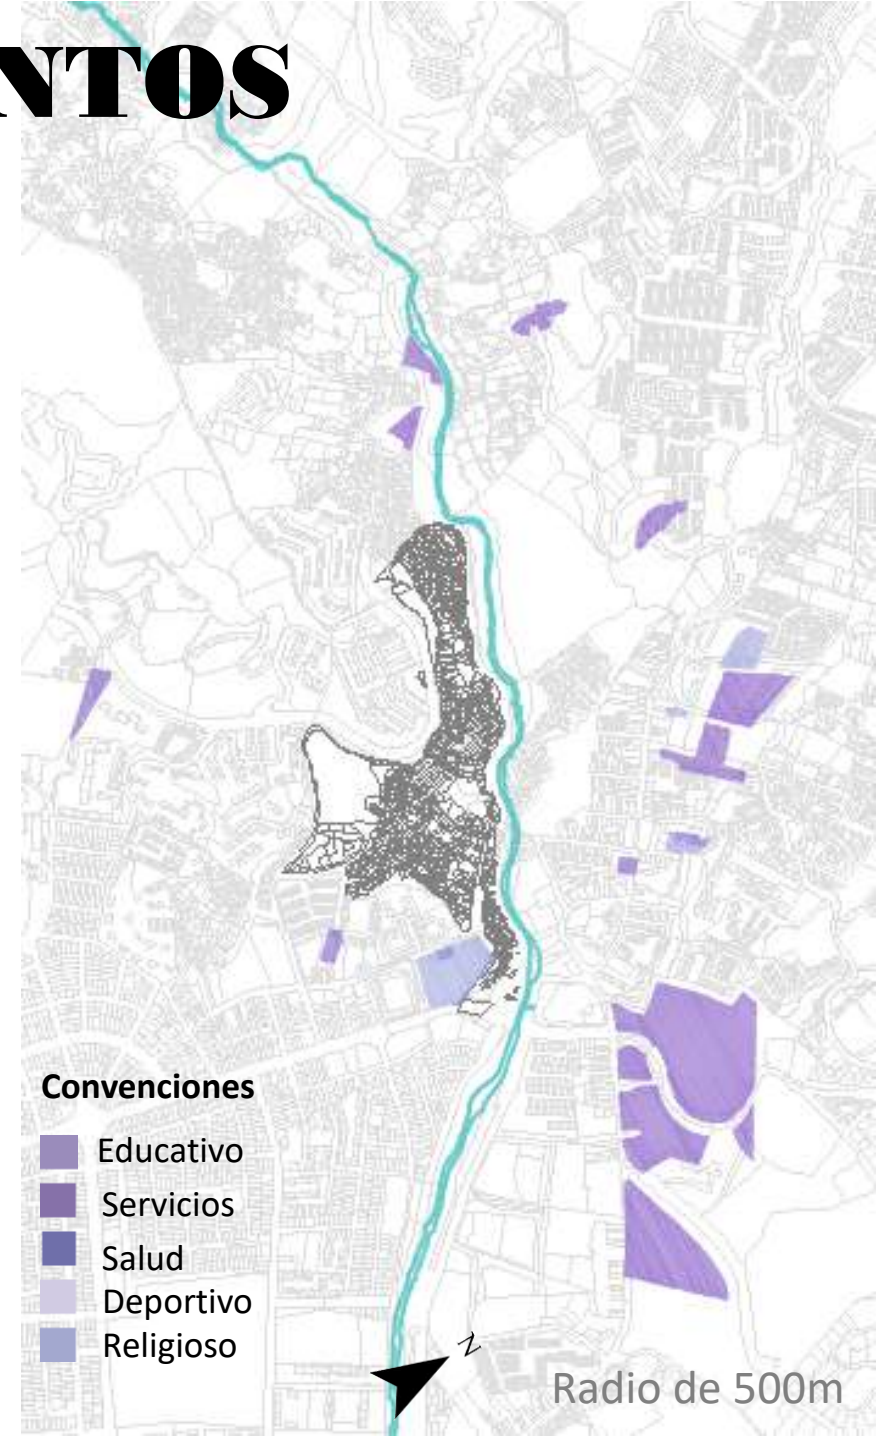 NTOS
Convenciones
Educativo
Servicios
Salud
Deportivo
Religioso
N
Radio de 500m